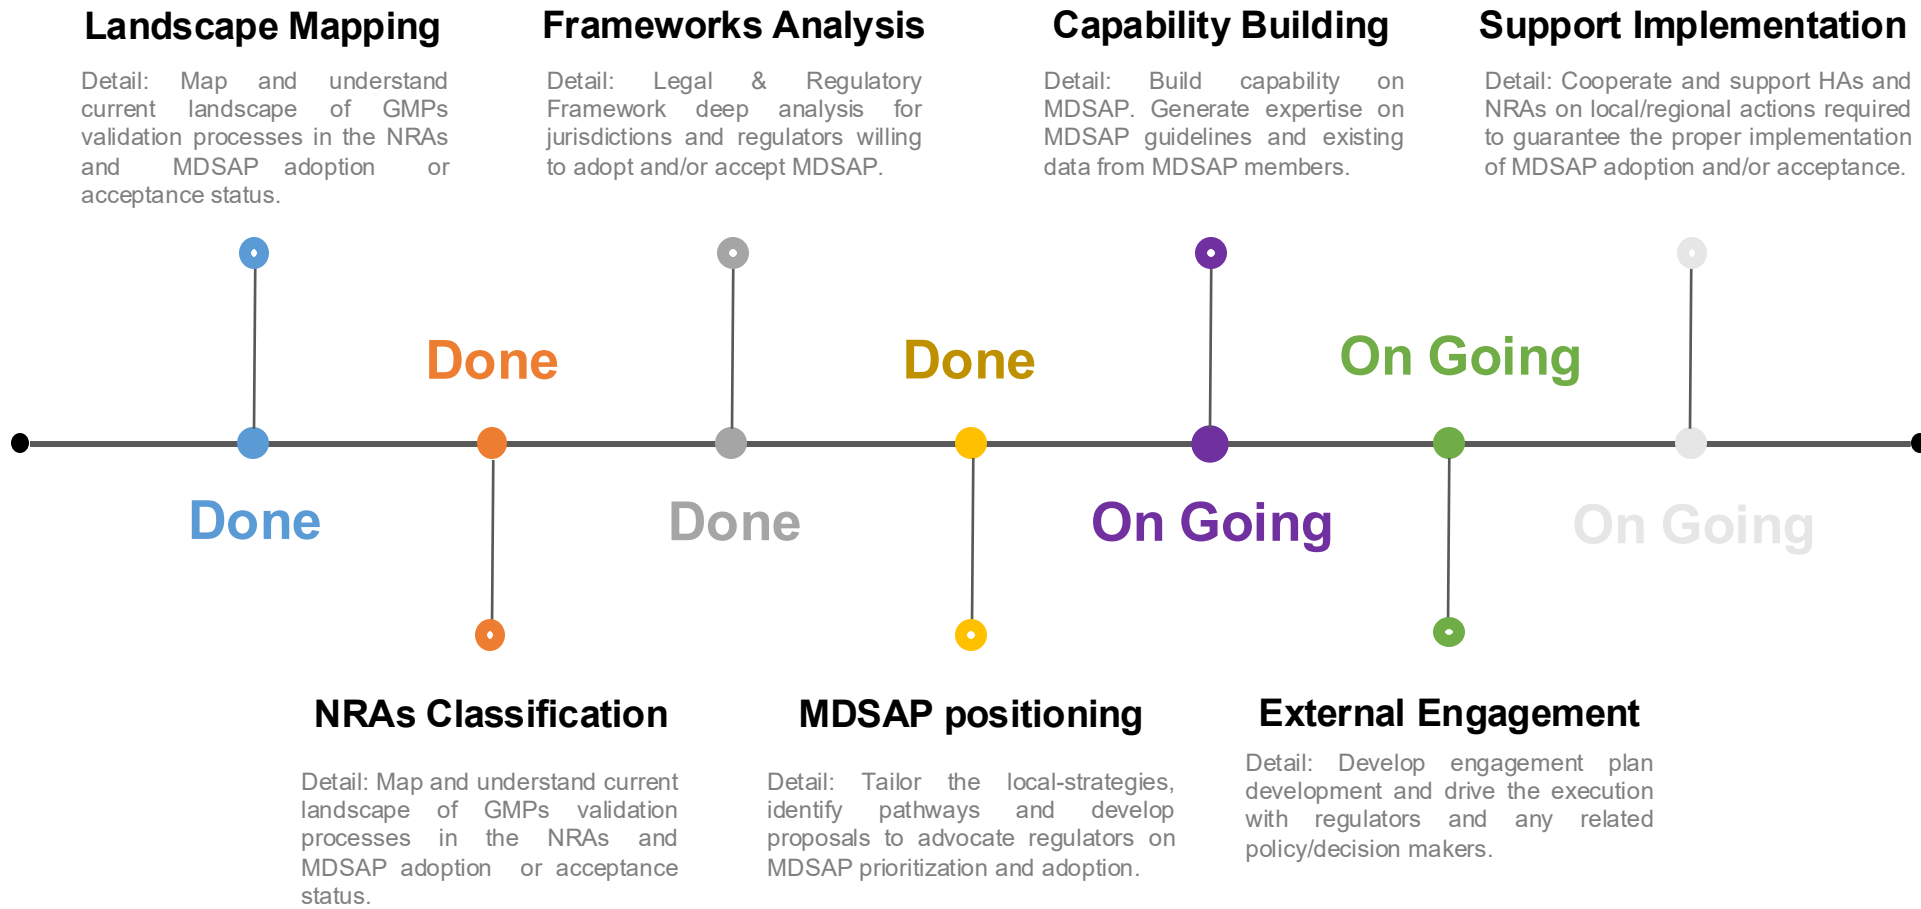 Landscape Mapping
Detail: Map and understand
current landscape of GMPs
validation processes in the NRAs
and MDSAP adoption or
acceptance status.
Frameworks Analysis
Detail: Legal & Regulatory
Framework deep analysis for
jurisdictions and regulators willing
to adopt and/or accept MDSAP.
Capability Building
Detail: Build capability on
MDSAP. Generate expertise on
MDSAP guidelines and existing
data from MDSAP members.
Support Implementation
Detail: Cooperate and support HAs and
NRAs on local/regional actions required
to guarantee the proper implementation
of MDSAP adoption and/or acceptance.
Done
Done
On Going
Done
Done
On Going
On Going
NRAs Classification
Detail: Map and understand current
landscape of GMPs validation
processes in the NRAs and
MDSAP adoption or acceptance
status.
MDSAP positioning
Detail: Tailor the local-strategies,
identify pathways and develop
proposals to advocate regulators on
MDSAP prioritization and adoption.
External Engagement
Detail: Develop engagement plan
development and drive the execution
with regulators and any related
policy/decision makers.